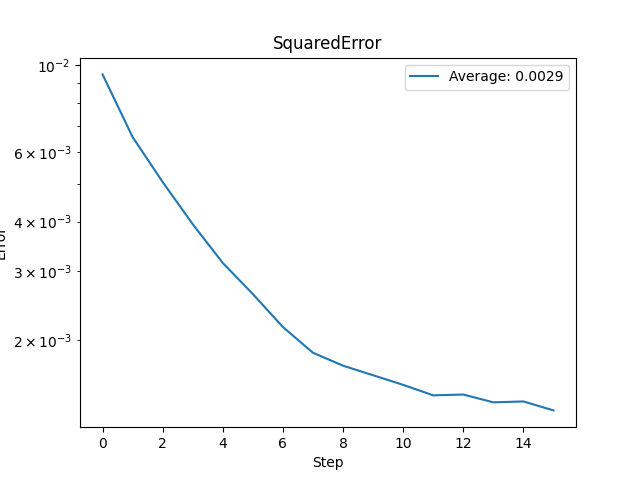 SquaredError
Average: 0.0029
10⁻²
6 × 10⁻³
4 × 10⁻³
3 × 10⁻³
2 × 10⁻³
Error
0 2 4 6 8 10 12 14
Step